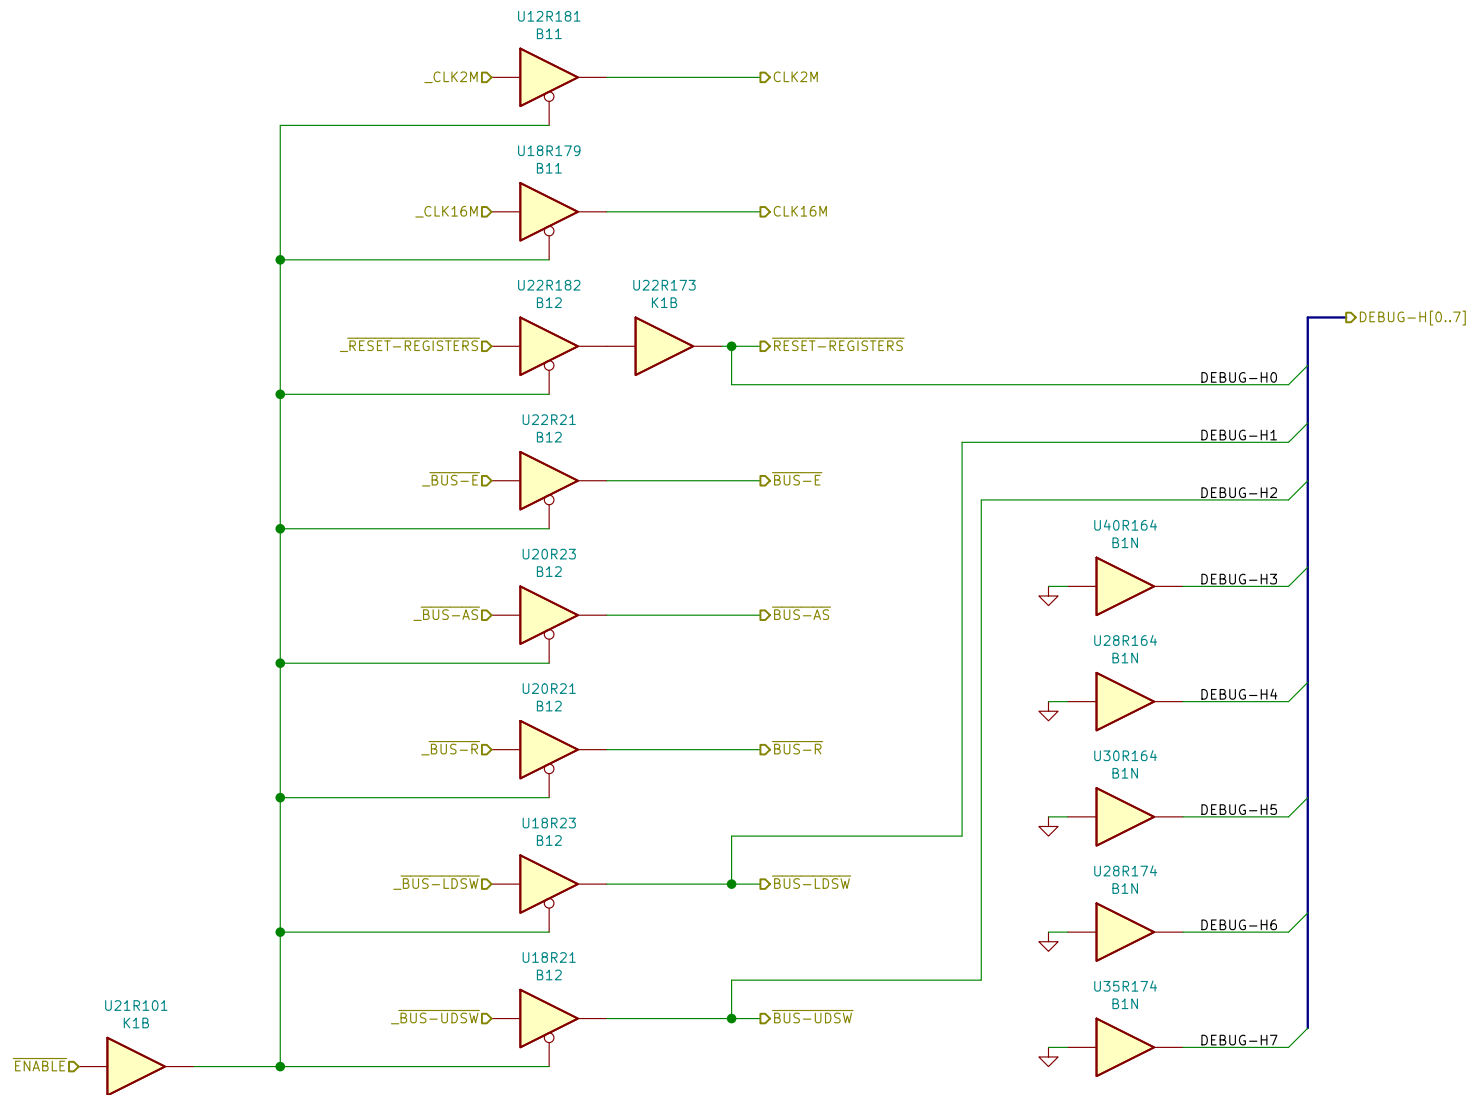 U12R181
B11
_CLK2M
CLK2M
U18R179
B11
_CLK16M
CLK16M
U22R182
B12
U22R173
K1B
_RESET-REGISTERS
RESET-REGISTERS
DEBUG-H[0..7]
DEBUG-H0
U22R21
B12
_BUS-E
BUS-E
DEBUG-H1
DEBUG-H2
U20R23
B12
_BUS-AS
BUS-AS
U40R164
B1N
DEBUG-H3
U20R21
B12
_BUS-R
BUS-R
U28R164
B1N
DEBUG-H4
U30R164
B1N
DEBUG-H5
U18R23
B12
_BUS-LDSW
BUS-LDSW
U28R174
B1N
DEBUG-H6
U18R21
B12
_BUS-UDSW
BUS-UDSW
U35R174
B1N
DEBUG-H7
U21R101
K1B
ENABLE